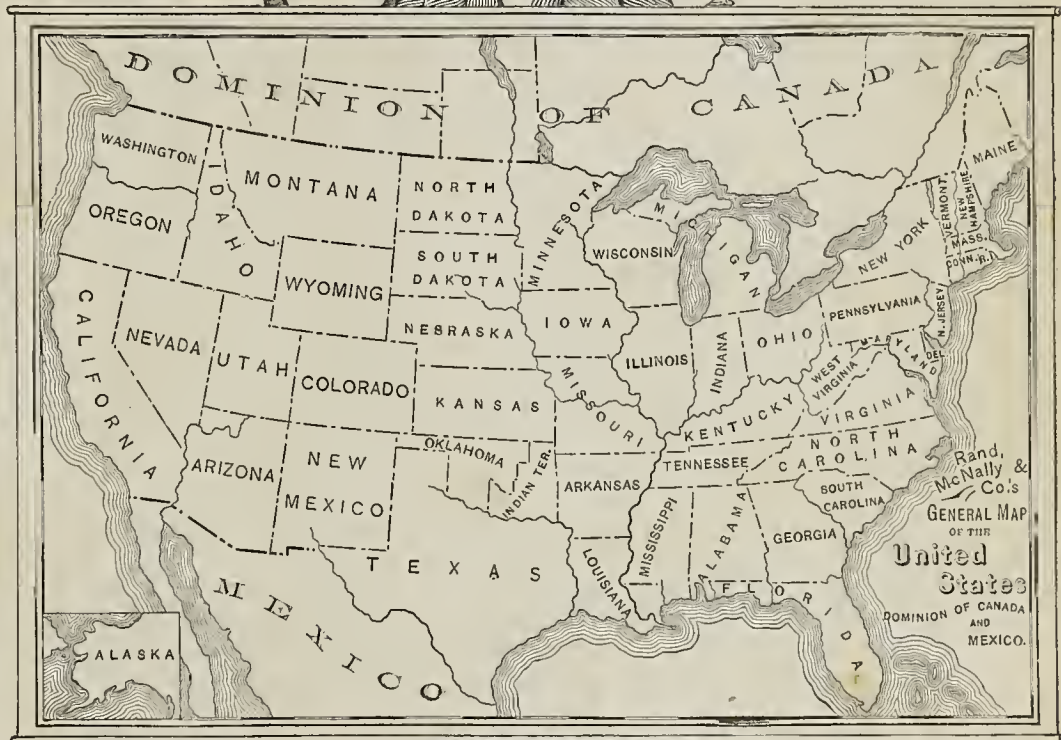 DOMINION OF CANADA
WASHINGTON
OREGON
IDAHO
MONTANA
NORTH
DAKOTA
SOUTH
DAKOTA
MINNESOTA
WISCONSIN
MICHIGAN
MAINE
VERMONT
NEW
HAMPSHIRE
MASS.
CONN.
R.I.
NEW YORK
CALIFORNIA
NEVADA
UTAH
WYOMING
COLORADO
NEBRASKA
KANSAS
IOWA
MISSOURI
ILLINOIS
INDIANA
OHIO
PENNSYLVANIA
N. JERSEY
DEL
MARYLAND
WEST
VIRGINIA
VIRGINIA
KENTUCKY
TENNESSEE
NORTH
CAROLINA
SOUTH
CAROLINA
ARIZONA
NEW
MEXICO
OKLAHOMA
INDIAN TER.
ARKANSAS
TEXAS
LOUISIANA
MISSISSIPPI
ALABAMA
GEORGIA
FLORIDA
MEXICO
ALASKA
Rand,
McNally &
Co.'s
GENERAL MAP
OF THE
United
States
DOMINION OF CANADA
AND
MEXICO.